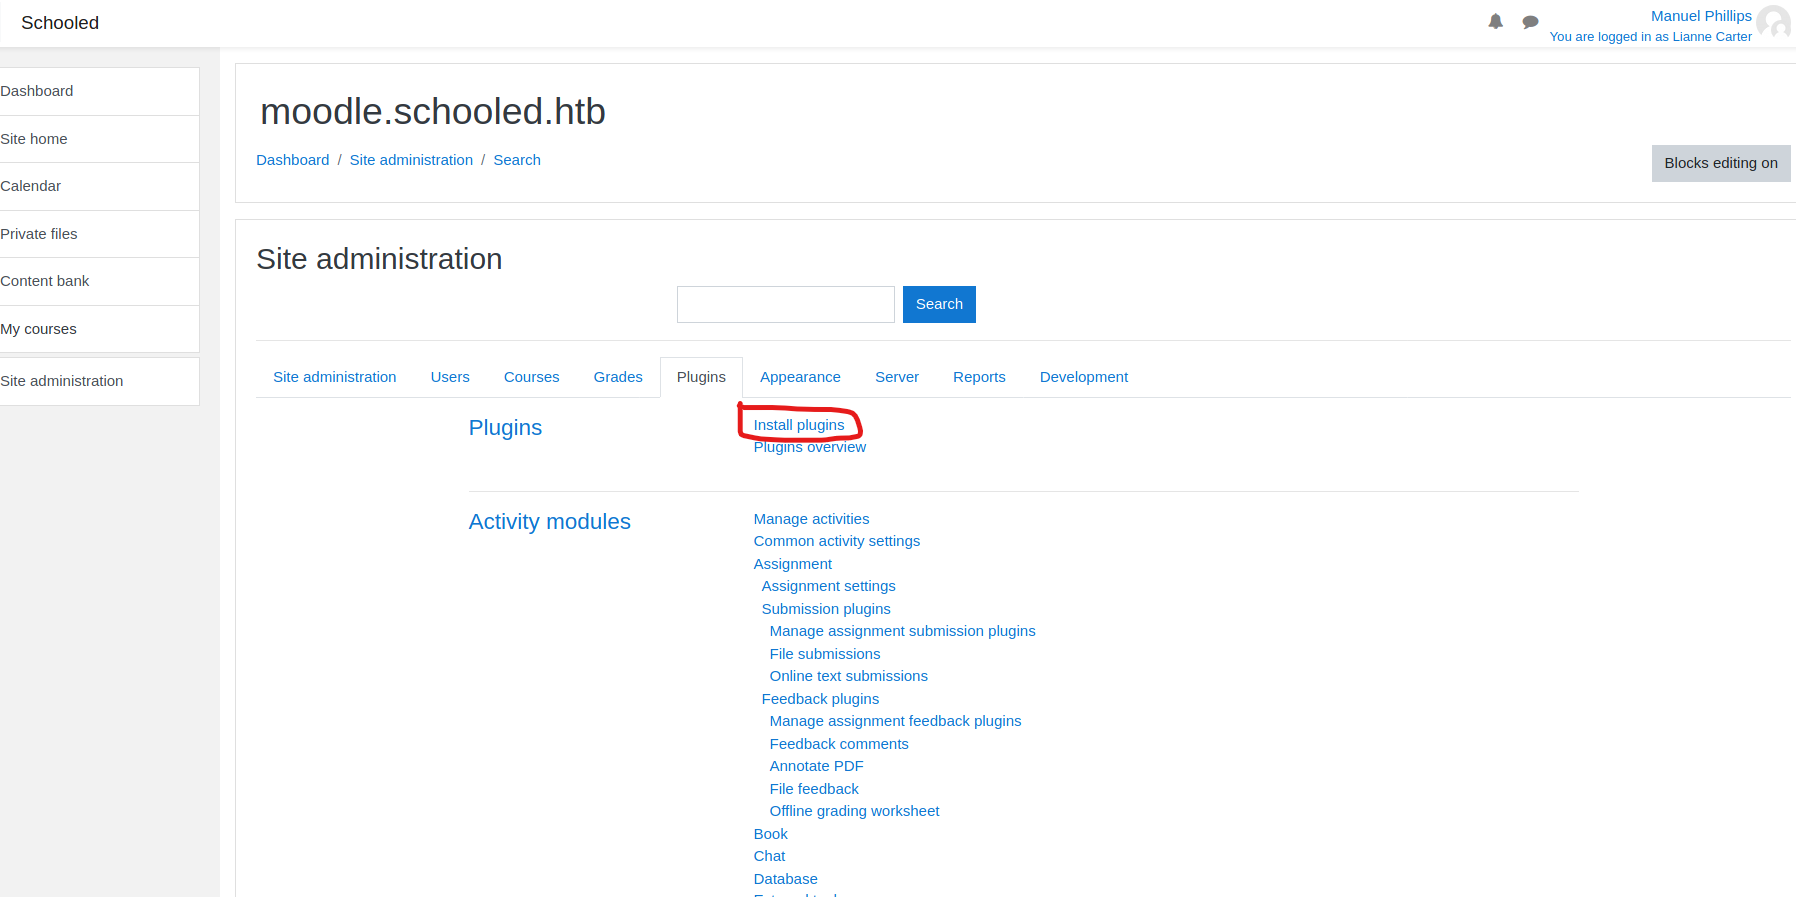 Schooled
Manuel Phillips
You are logged in as Lianne Carter
Dashboard
Site home
Calendar
Private files
Content bank
My courses
Site administration
moodle.schooled.htb
Dashboard / Site administration / Search
Blocks editing on
Site administration
Search
Site administration Users Courses Grades Plugins Appearance Server Reports Development
Plugins
Install plugins
Plugins overview
Activity modules
Manage activities
Common activity settings
Assignment
Assignment settings
Submission plugins
Manage assignment submission plugins
File submissions
Online text submissions
Feedback plugins
Manage assignment feedback plugins
Feedback comments
Annotate PDF
File feedback
Offline grading worksheet
Book
Chat
Database